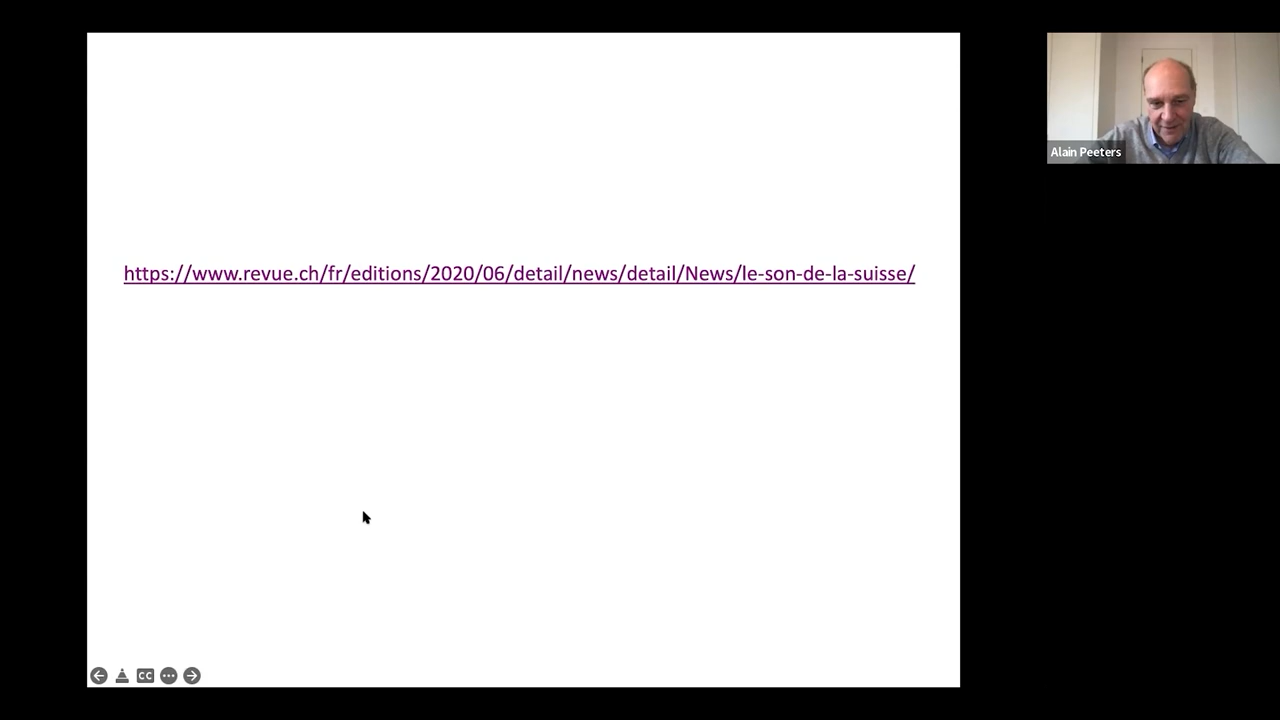 https://www.revue.ch/fr/editions/2020/06/detail/news/detail/News/le-son-de-la-suisse/
Alain Peeters
CC